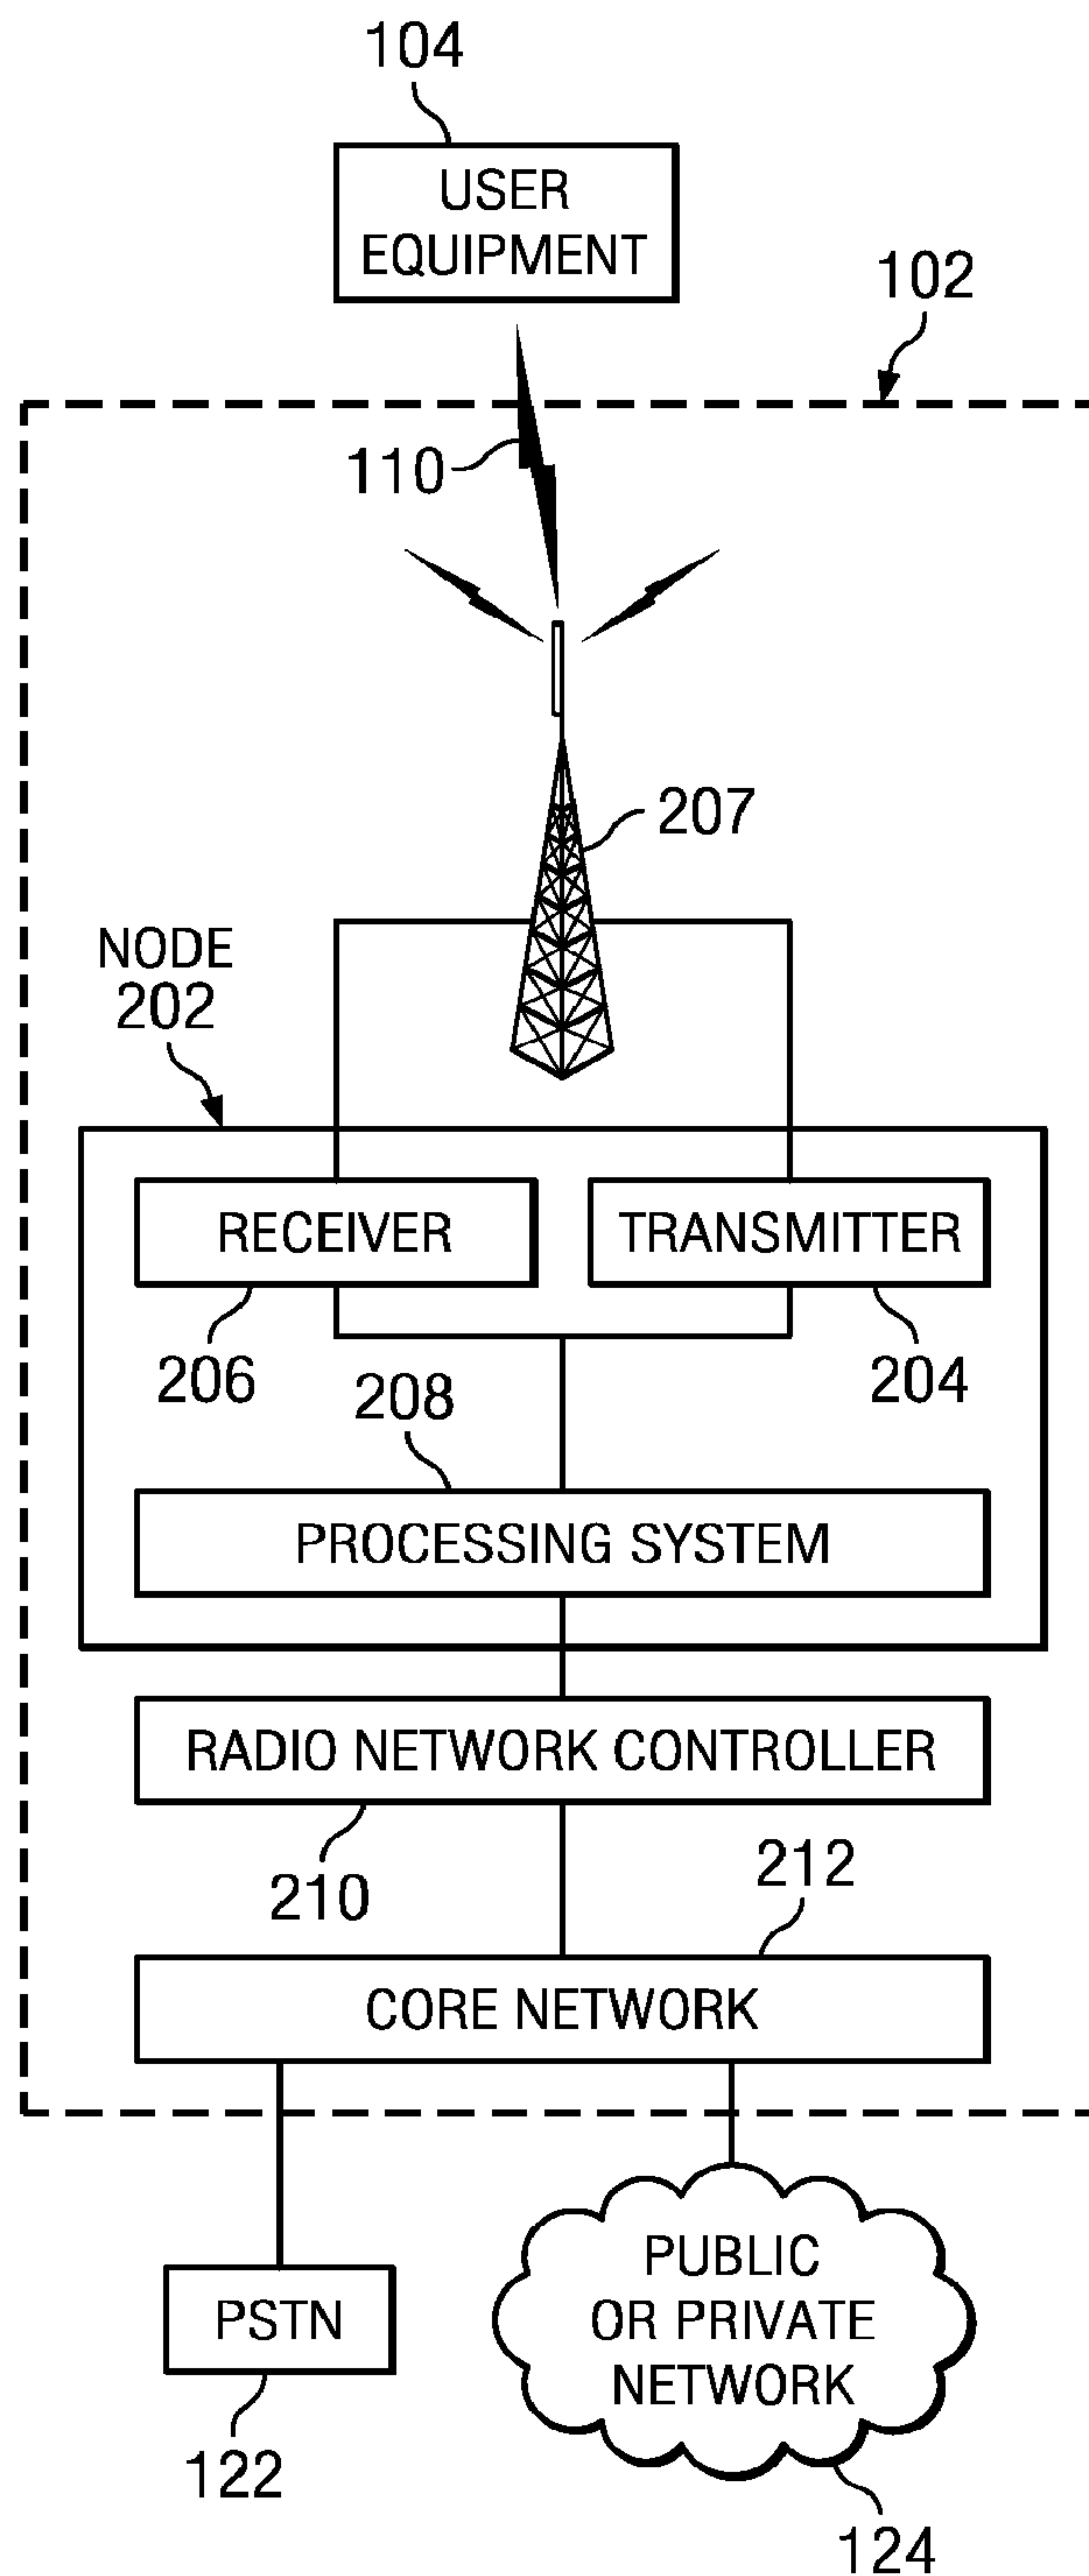 104
USER
EQUIPMENT
102
110
207
NODE
202
RECEIVER
TRANSMITTER
206
204
208
PROCESSING SYSTEM
RADIO NETWORK CONTROLLER
210
212
CORE NETWORK
PUBLIC
OR PRIVATE
NETWORK
PSTN
122
124